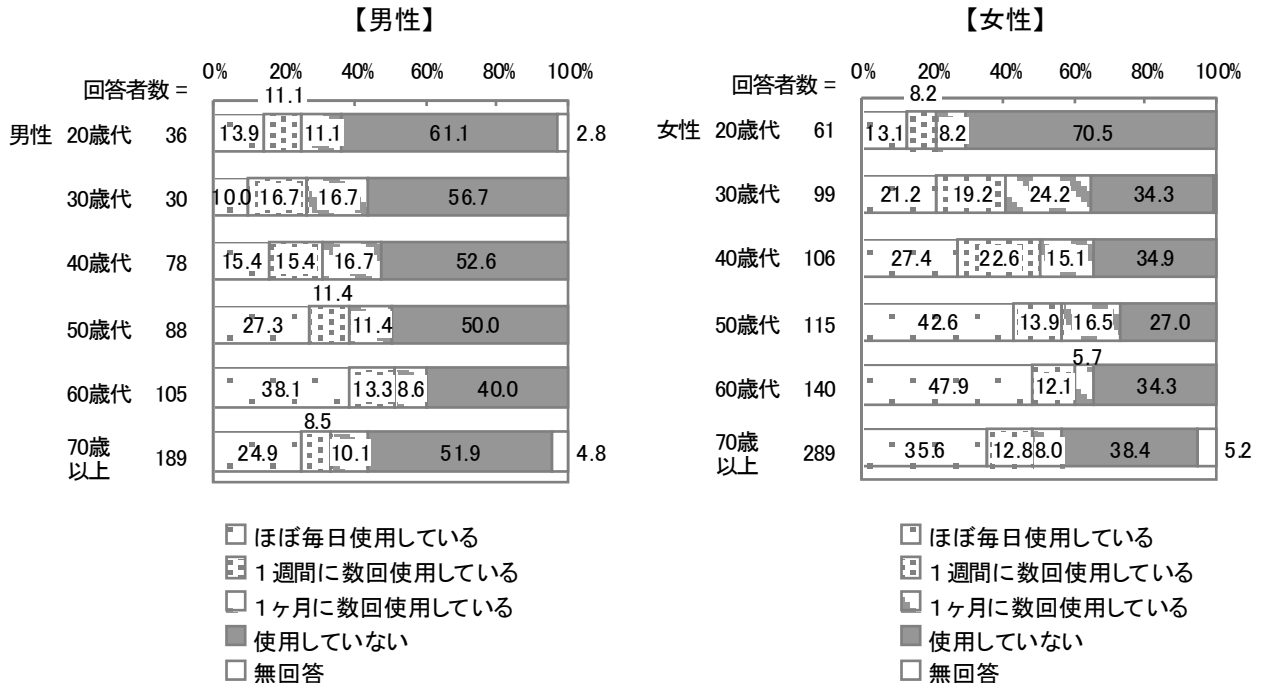 【男性】
0% 20% 40% 60% 80% 100%
回答者数 =
11.1
男性 20歳代 36 13.9 11.1 61.1 2.8
30歳代 30 10.0 16.7 16.7 56.7
40歳代 78 15.4 15.4 16.7 52.6
11.4
50歳代 88 27.3 11.4 50.0
60歳代 105 38.1 13.3 8.6 40.0
8.5
70歳
以上 189 24.9 10.1 51.9 4.8
ほぼ毎日使用している
1週間に数回使用している
1ヶ月に数回使用している
使用していない
無回答
【女性】
0% 20% 40% 60% 80% 100%
回答者数 =
8.2
女性 20歳代 61 13.1 8.2 70.5
30歳代 99 21.2 19.2 24.2 34.3
40歳代 106 27.4 22.6 15.1 34.9
50歳代 115 42.6 13.9 16.5 27.0
5.7
60歳代 140 47.9 12.1 34.3
70歳
以上 289 35.6 12.8 8.0 38.4 5.2
ほぼ毎日使用している
1週間に数回使用している
1ヶ月に数回使用している
使用していない
無回答